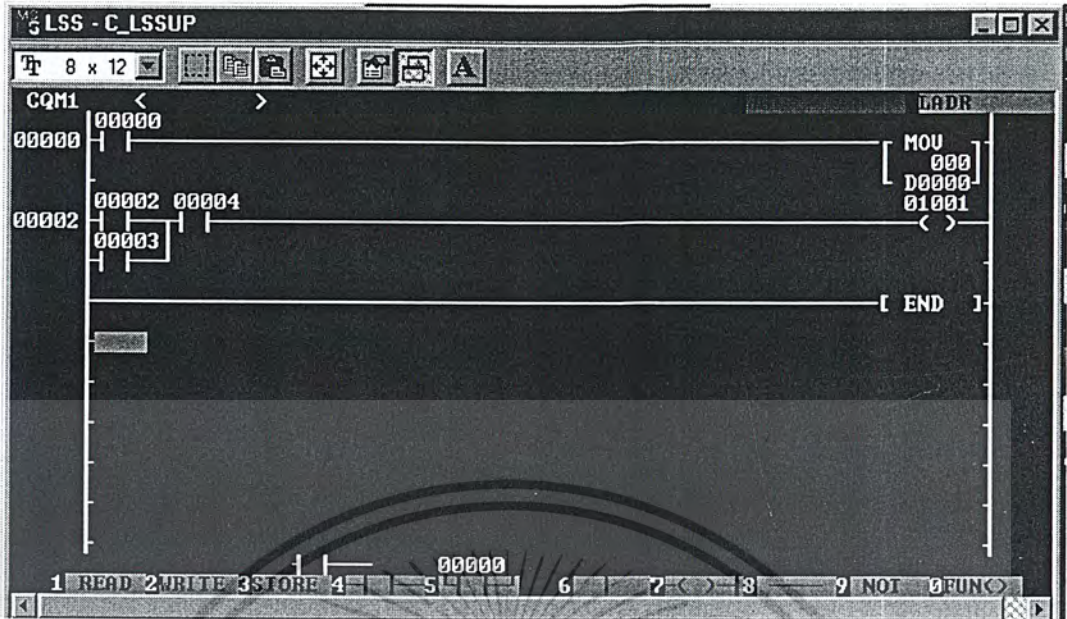 LSS - C_LSSUP
8 x 12
A
CQM1 < >
LADR
00000
00000
MOV
000
D0000
00002 00004
01001
00002
00003
END
00000
1 READ 2WRITE 3STORE 4 5 6 7 8 9 NOT 0FUN<>